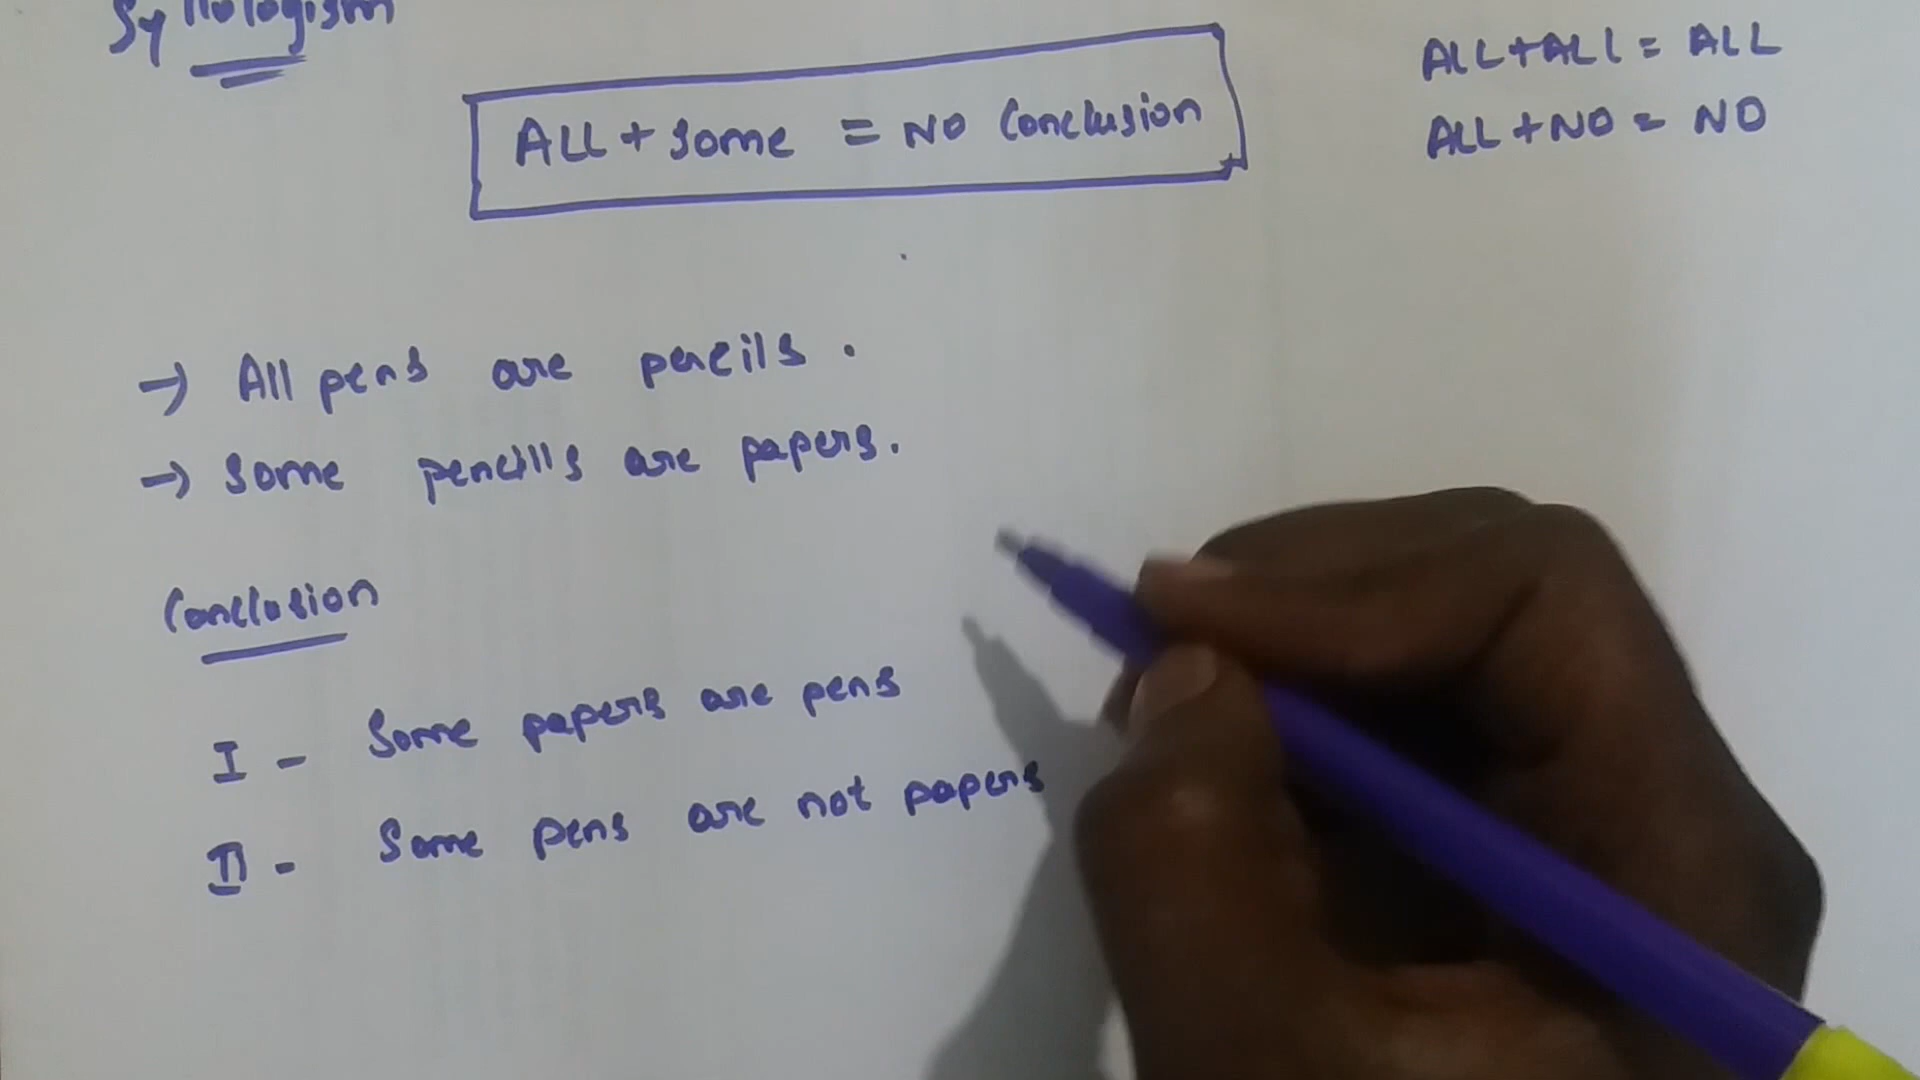 Syllologism
ALL + Some = NO Conclusion
ALL+ALL = ALL
ALL + NO = NO
→ All pens are pencils.
→ Some pencills are papers.
Conclusion
I - Some papers are pens
II - Some pens are not papers